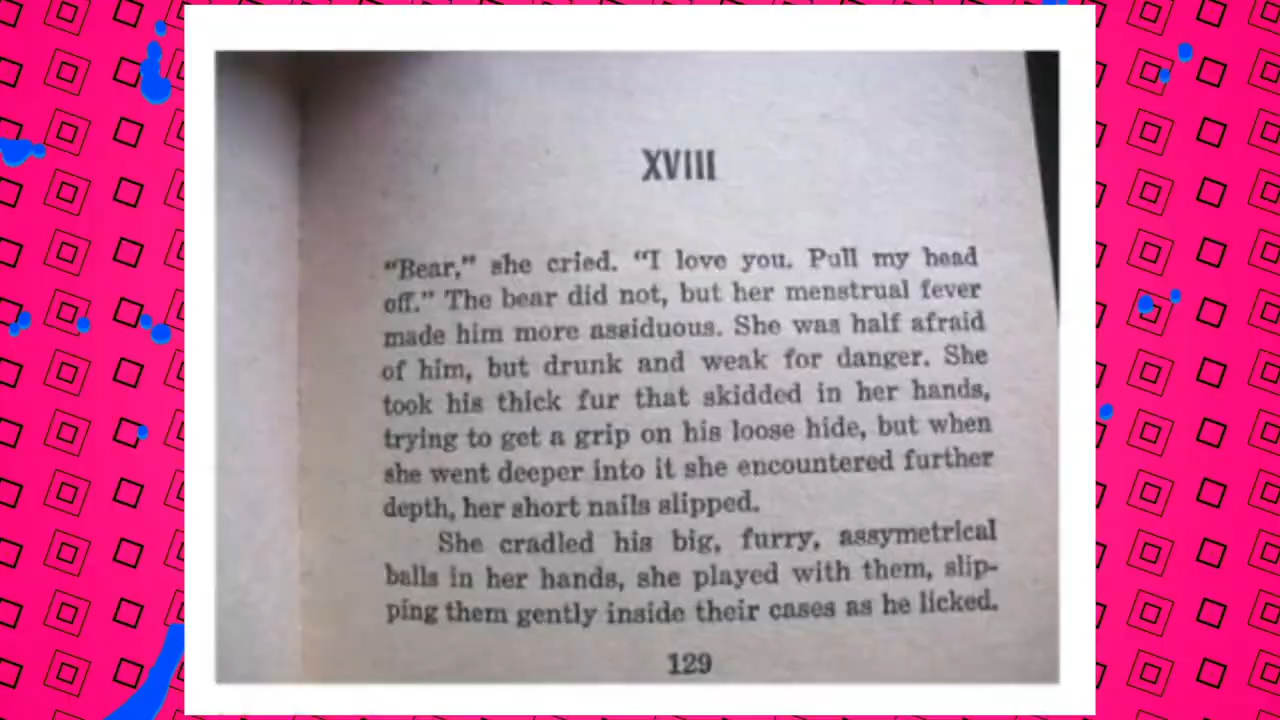 XVIII
“Bear,” she cried. “I love you. Pull my head
off.” The bear did not, but her menstrual fever
made him more assiduous. She was half afraid
of him, but drunk and weak for danger. She
took his thick fur that skidded in her hands,
trying to get a grip on his loose hide, but when
she went deeper into it she encountered further
depth, her short nails slipped.
She cradled his big, furry, assymetrical
balls in her hands, she played with them, slip-
ping them gently inside their cases as he licked.
129